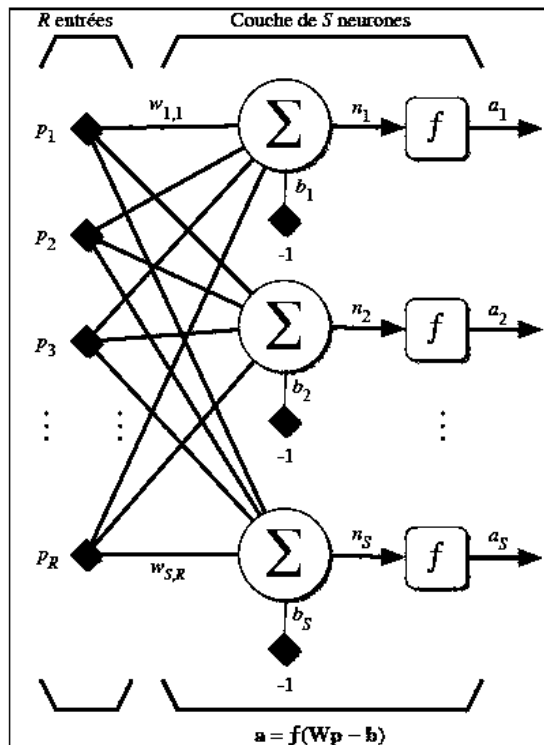 R entrées Couche de S neurones
w1,1 n1 a1
p1 Σ f
b1
p2
-1
n2 a2
p3 Σ f
b2
⋮ ⋮ ⋮
-1
nS aS
pR Σ f
wS,R
bS
-1
a = f(Wp − b)